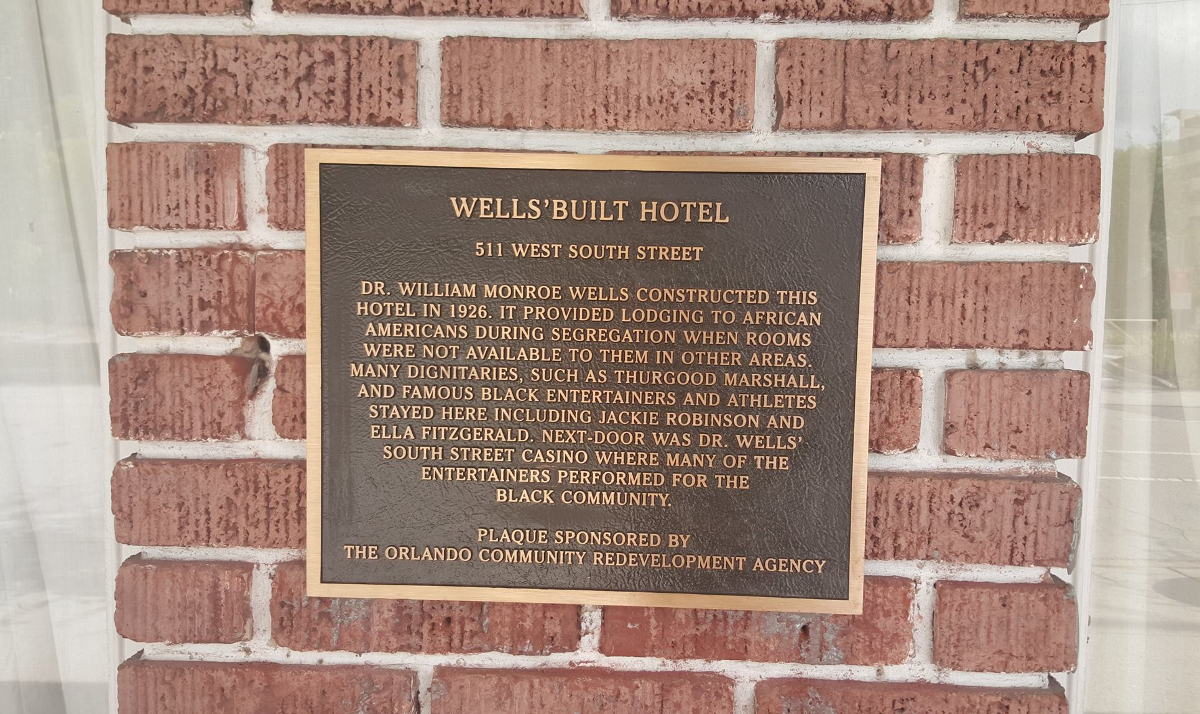 WELLS'BUILT HOTEL
511 WEST SOUTH STREET
DR. WILLIAM MONROE WELLS CONSTRUCTED THIS
HOTEL IN 1926. IT PROVIDED LODGING TO AFRICAN
AMERICANS DURING SEGREGATION WHEN ROOMS
WERE NOT AVAILABLE TO THEM IN OTHER AREAS.
MANY DIGNITARIES, SUCH AS THURGOOD MARSHALL,
AND FAMOUS BLACK ENTERTAINERS AND ATHLETES
STAYED HERE INCLUDING JACKIE ROBINSON AND
ELLA FITZGERALD. NEXT-DOOR WAS DR. WELLS'
SOUTH STREET CASINO WHERE MANY OF THE
ENTERTAINERS PERFORMED FOR THE
BLACK COMMUNITY.
PLAQUE SPONSORED BY
THE ORLANDO COMMUNITY REDEVELOPMENT AGENCY